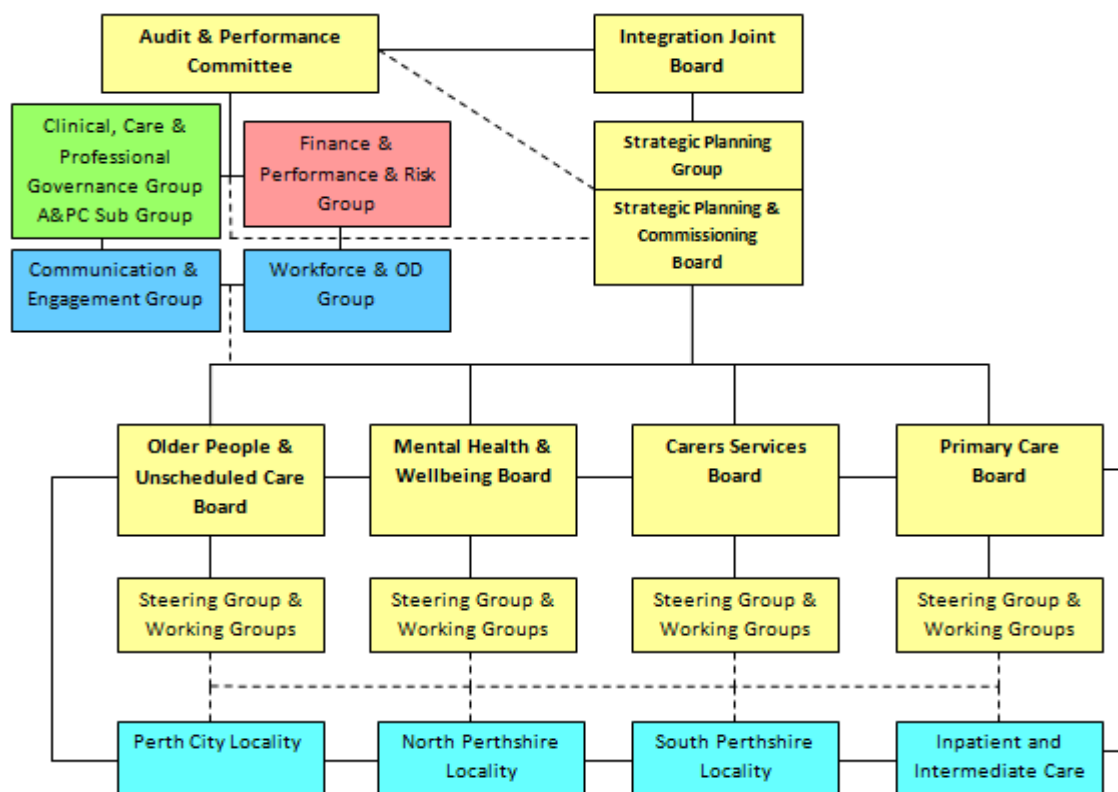 Audit & Performance
Committee
Integration Joint
Board
Clinical, Care &
Professional
Governance Group
A&PC Sub Group
Finance &
Performance & Risk
Group
Strategic Planning
Group
Strategic Planning &
Commissioning
Board
Communication &
Engagement Group
Workforce & OD
Group
Older People &
Unscheduled Care
Board
Mental Health &
Wellbeing Board
Carers Services
Board
Primary Care
Board
Steering Group &
Working Groups
Steering Group &
Working Groups
Steering Group &
Working Groups
Steering Group &
Working Groups
Perth City Locality
North Perthshire
Locality
South Perthshire
Locality
Inpatient and
Intermediate Care